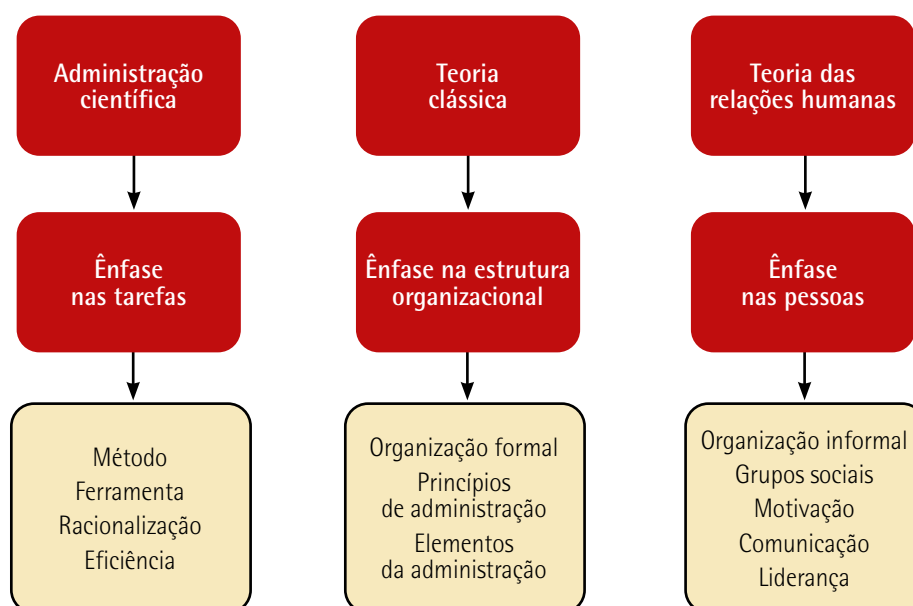 Administração
científica
Teoria
clássica
Teoria das
relações humanas
Ênfase
nas tarefas
Ênfase na estrutura
organizacional
Ênfase
nas pessoas
Método
Ferramenta
Racionalização
Eficiência
Organização formal
Princípios
de administração
Elementos
da administração
Organização informal
Grupos sociais
Motivação
Comunicação
Liderança